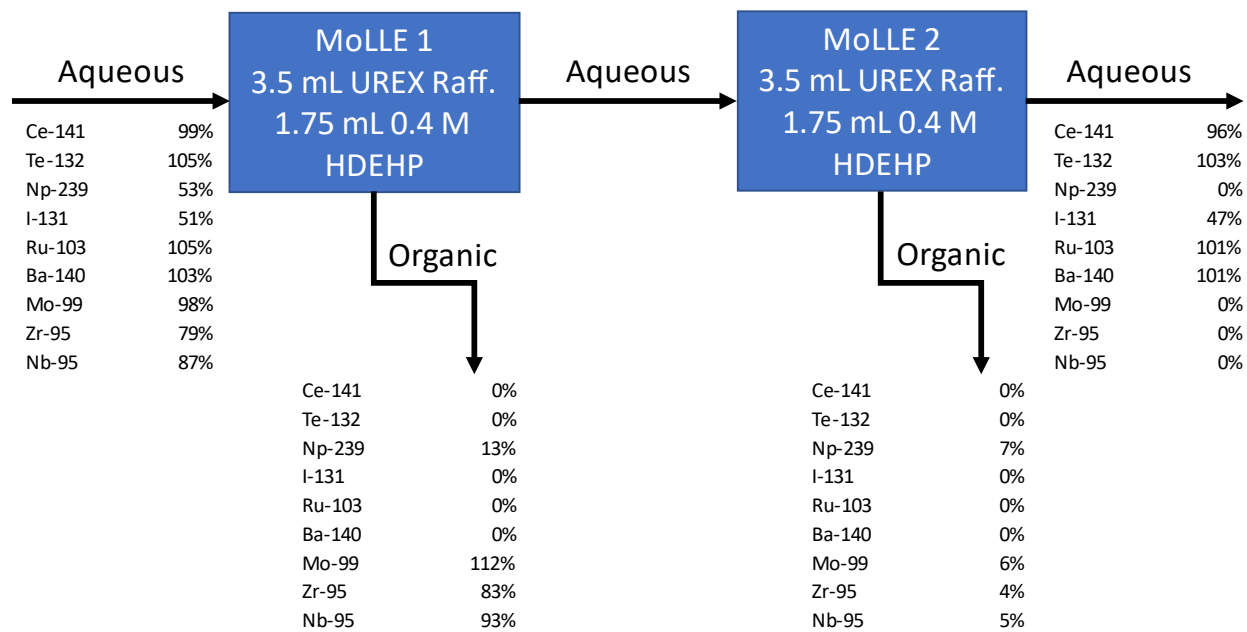 Aqueous
Ce-141 99%
Te-132 105%
Np-239 53%
I-131 51%
Ru-103 105%
Ba-140 103%
Mo-99 98%
Zr-95 79%
Nb-95 87%
MoLLE 1
3.5 mL UREX Raff.
1.75 mL 0.4 M
HDEHP
Organic
Ce-141 0%
Te-132 0%
Np-239 13%
I-131 0%
Ru-103 0%
Ba-140 0%
Mo-99 112%
Zr-95 83%
Nb-95 93%
Aqueous
MoLLE 2
3.5 mL UREX Raff.
1.75 mL 0.4 M
HDEHP
Organic
Ce-141 0%
Te-132 0%
Np-239 7%
I-131 0%
Ru-103 0%
Ba-140 0%
Mo-99 6%
Zr-95 4%
Nb-95 5%
Aqueous
Ce-141 96%
Te-132 103%
Np-239 0%
I-131 47%
Ru-103 101%
Ba-140 101%
Mo-99 0%
Zr-95 0%
Nb-95 0%